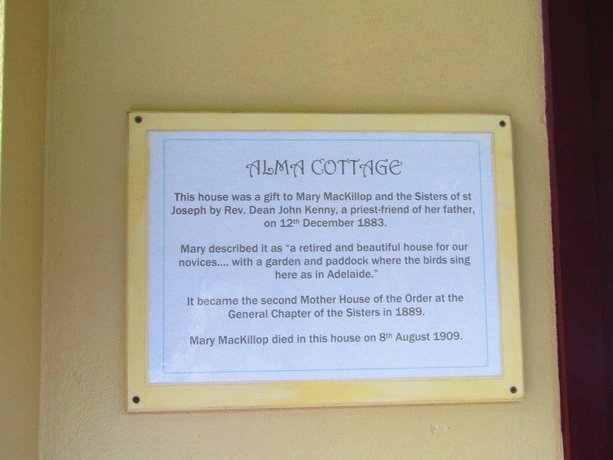 ALMA COTTAGE
This house was a gift to Mary MacKillop and the Sisters of st
Joseph by Rev. Dean John Kenny, a priest-friend of her father,
on 12th December 1883.
Mary described it as “a retired and beautiful house for our
novices.... with a garden and paddock where the birds sing
here as in Adelaide.”
It became the second Mother House of the Order at the
General Chapter of the Sisters in 1889.
Mary MacKillop died in this house on 8th August 1909.